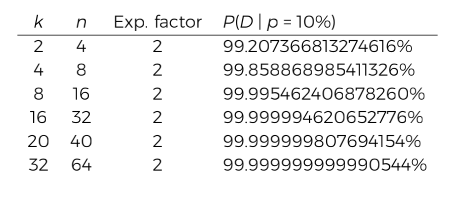 k n Exp. factor P(D | p = 10%)
2 4 2 99.207366813274616%
4 8 2 99.858868985411326%
8 16 2 99.995462406878260%
16 32 2 99.999994620652776%
20 40 2 99.999999807694154%
32 64 2 99.999999999990544%